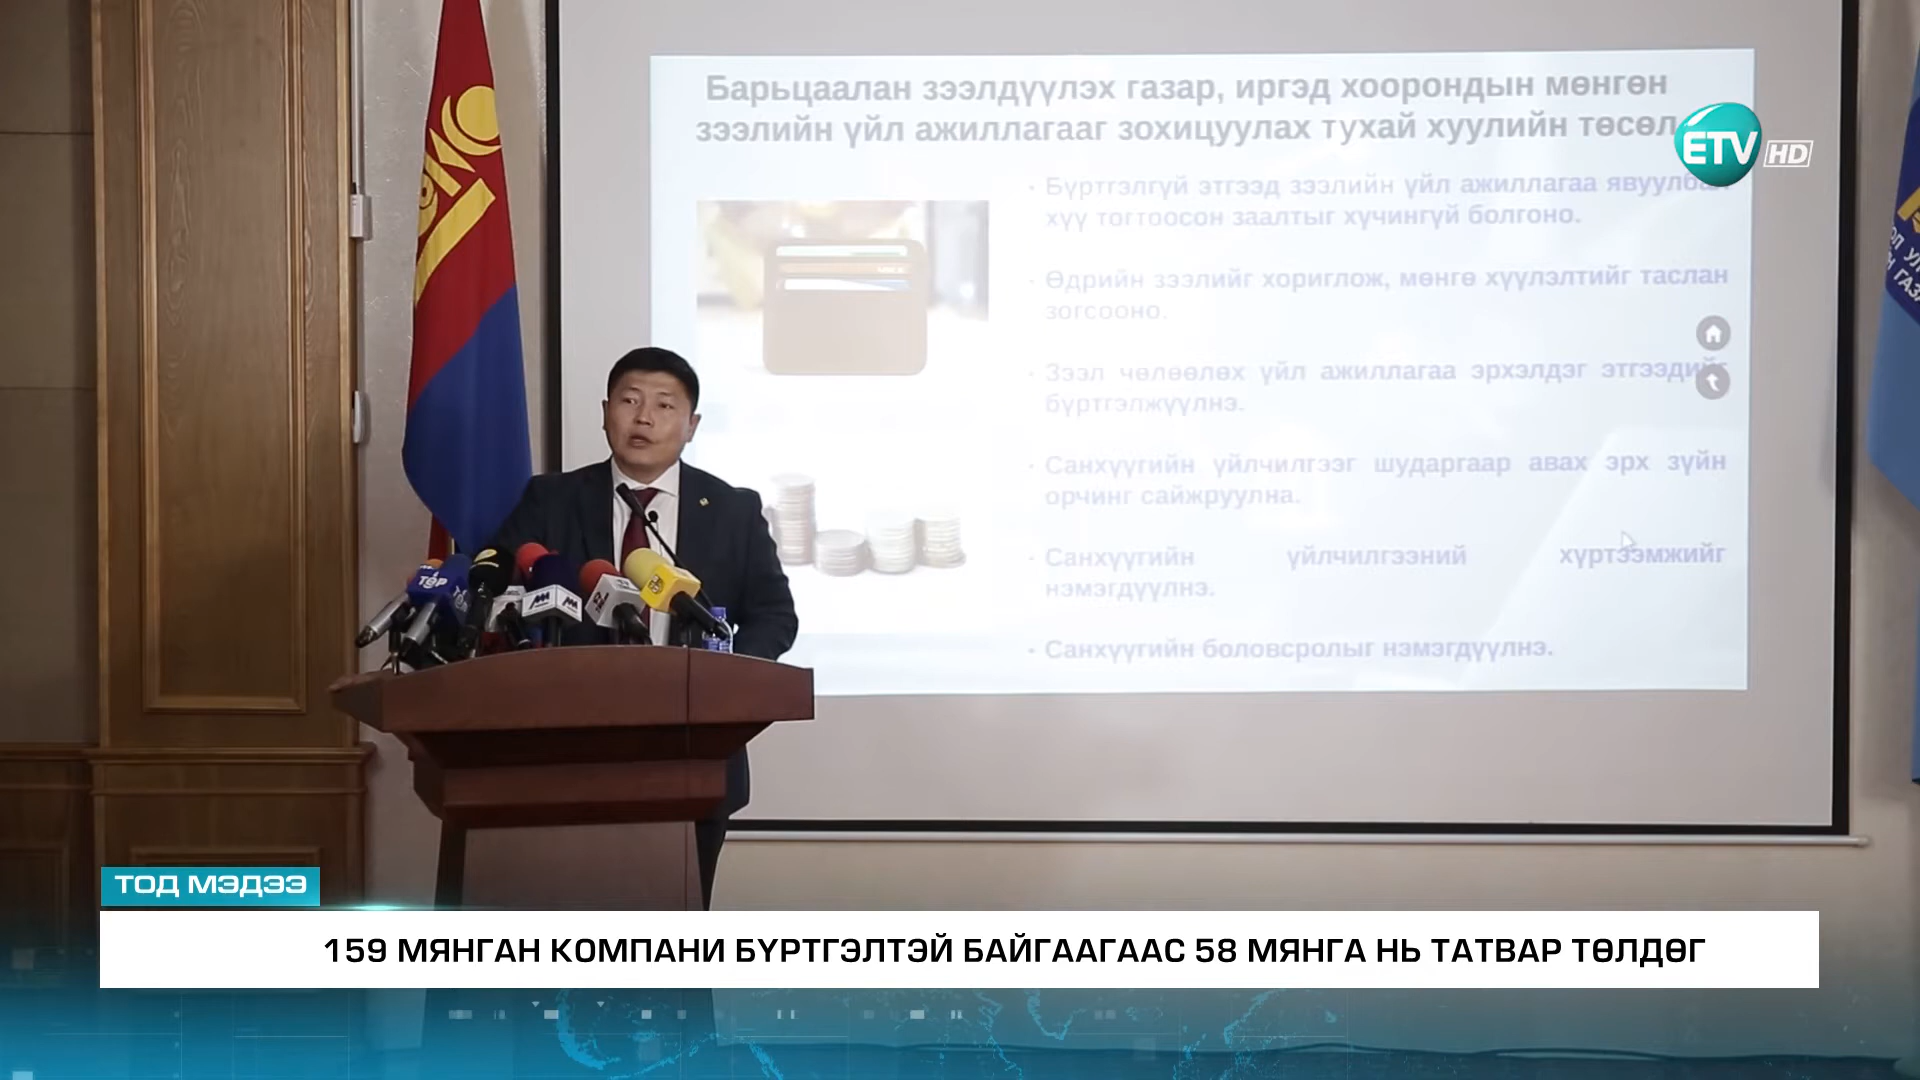 Барьцаалан зээлдүүлэх газар, иргэд хоорондын мөнгөн
зээлийн үйл ажиллагааг зохицуулах тухай хуулийн төсөл
ETV HD
· Бүртгэлгүй этгээд зээлийн үйл ажиллагаа явуулбал
хүү тогтоосон заалтыг хүчингүй болгоно.
· Өдрийн зээлийг хориглож, мөнгө хүүлэлтийг таслан
зогсооно.
· Зээл чөлөөлөх үйл ажиллагаа эрхэлдэг этгээдийг
бүртгэлжүүлнэ.
· Санхүүгийн үйлчилгээг шударгаар авах эрх зүйн
орчинг сайжруулна.
· Санхүүгийн үйлчилгээний хүртээмжийг
нэмэгдүүлнэ.
· Санхүүгийн боловсролыг нэмэгдүүлнэ.
ТӨР
ТОД МЭДЭЭ
159 МЯНГАН КОМПАНИ БҮРТГЭЛТЭЙ БАЙГААГААС 58 МЯНГА НЬ ТАТВАР ТӨЛДӨГ